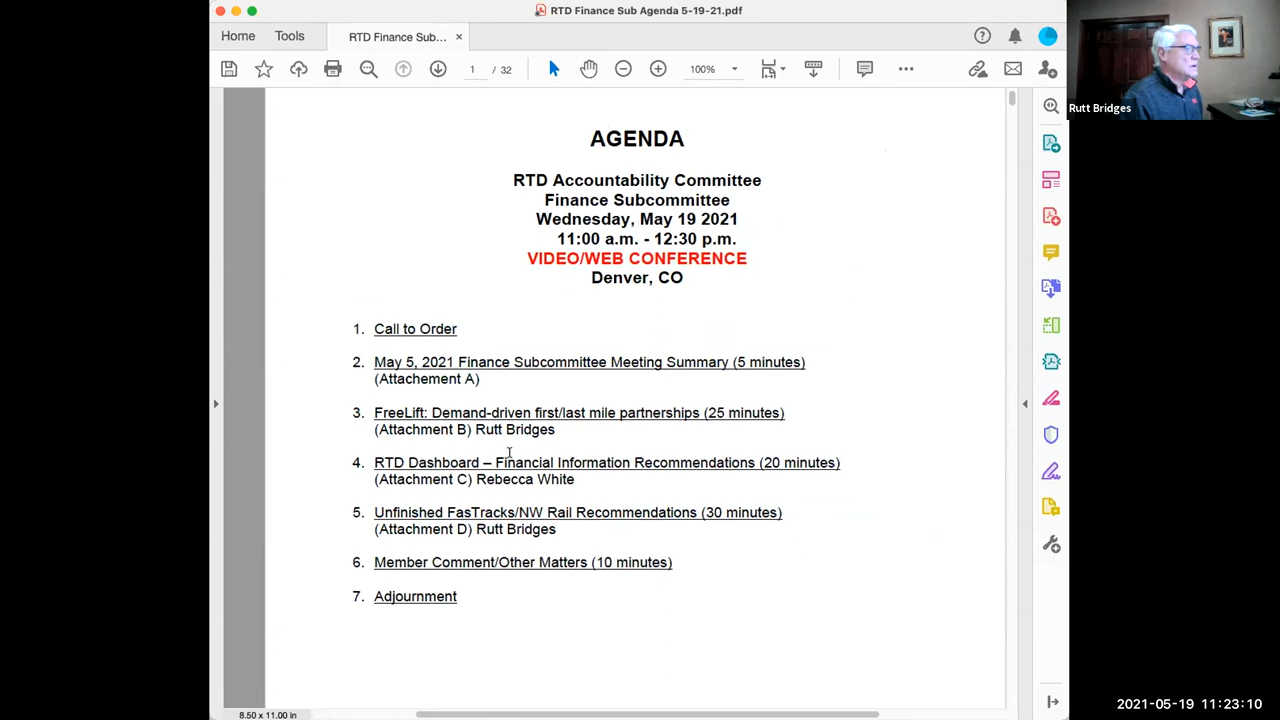 RTD Finance Sub Agenda 5-19-21.pdf
Home Tools RTD Finance Sub... ×
1 / 32 100%
Rutt Bridges
AGENDA
RTD Accountability Committee
Finance Subcommittee
Wednesday, May 19 2021
11:00 a.m. - 12:30 p.m.
VIDEO/WEB CONFERENCE
Denver, CO
1. Call to Order
2. May 5, 2021 Finance Subcommittee Meeting Summary (5 minutes)
(Attachement A)
3. FreeLift: Demand-driven first/last mile partnerships (25 minutes)
(Attachment B) Rutt Bridges
4. RTD Dashboard – Financial Information Recommendations (20 minutes)
(Attachment C) Rebecca White
5. Unfinished FasTracks/NW Rail Recommendations (30 minutes)
(Attachment D) Rutt Bridges
6. Member Comment/Other Matters (10 minutes)
7. Adjournment
8.50 x 11.00 in
2021-05-19 11:23:10